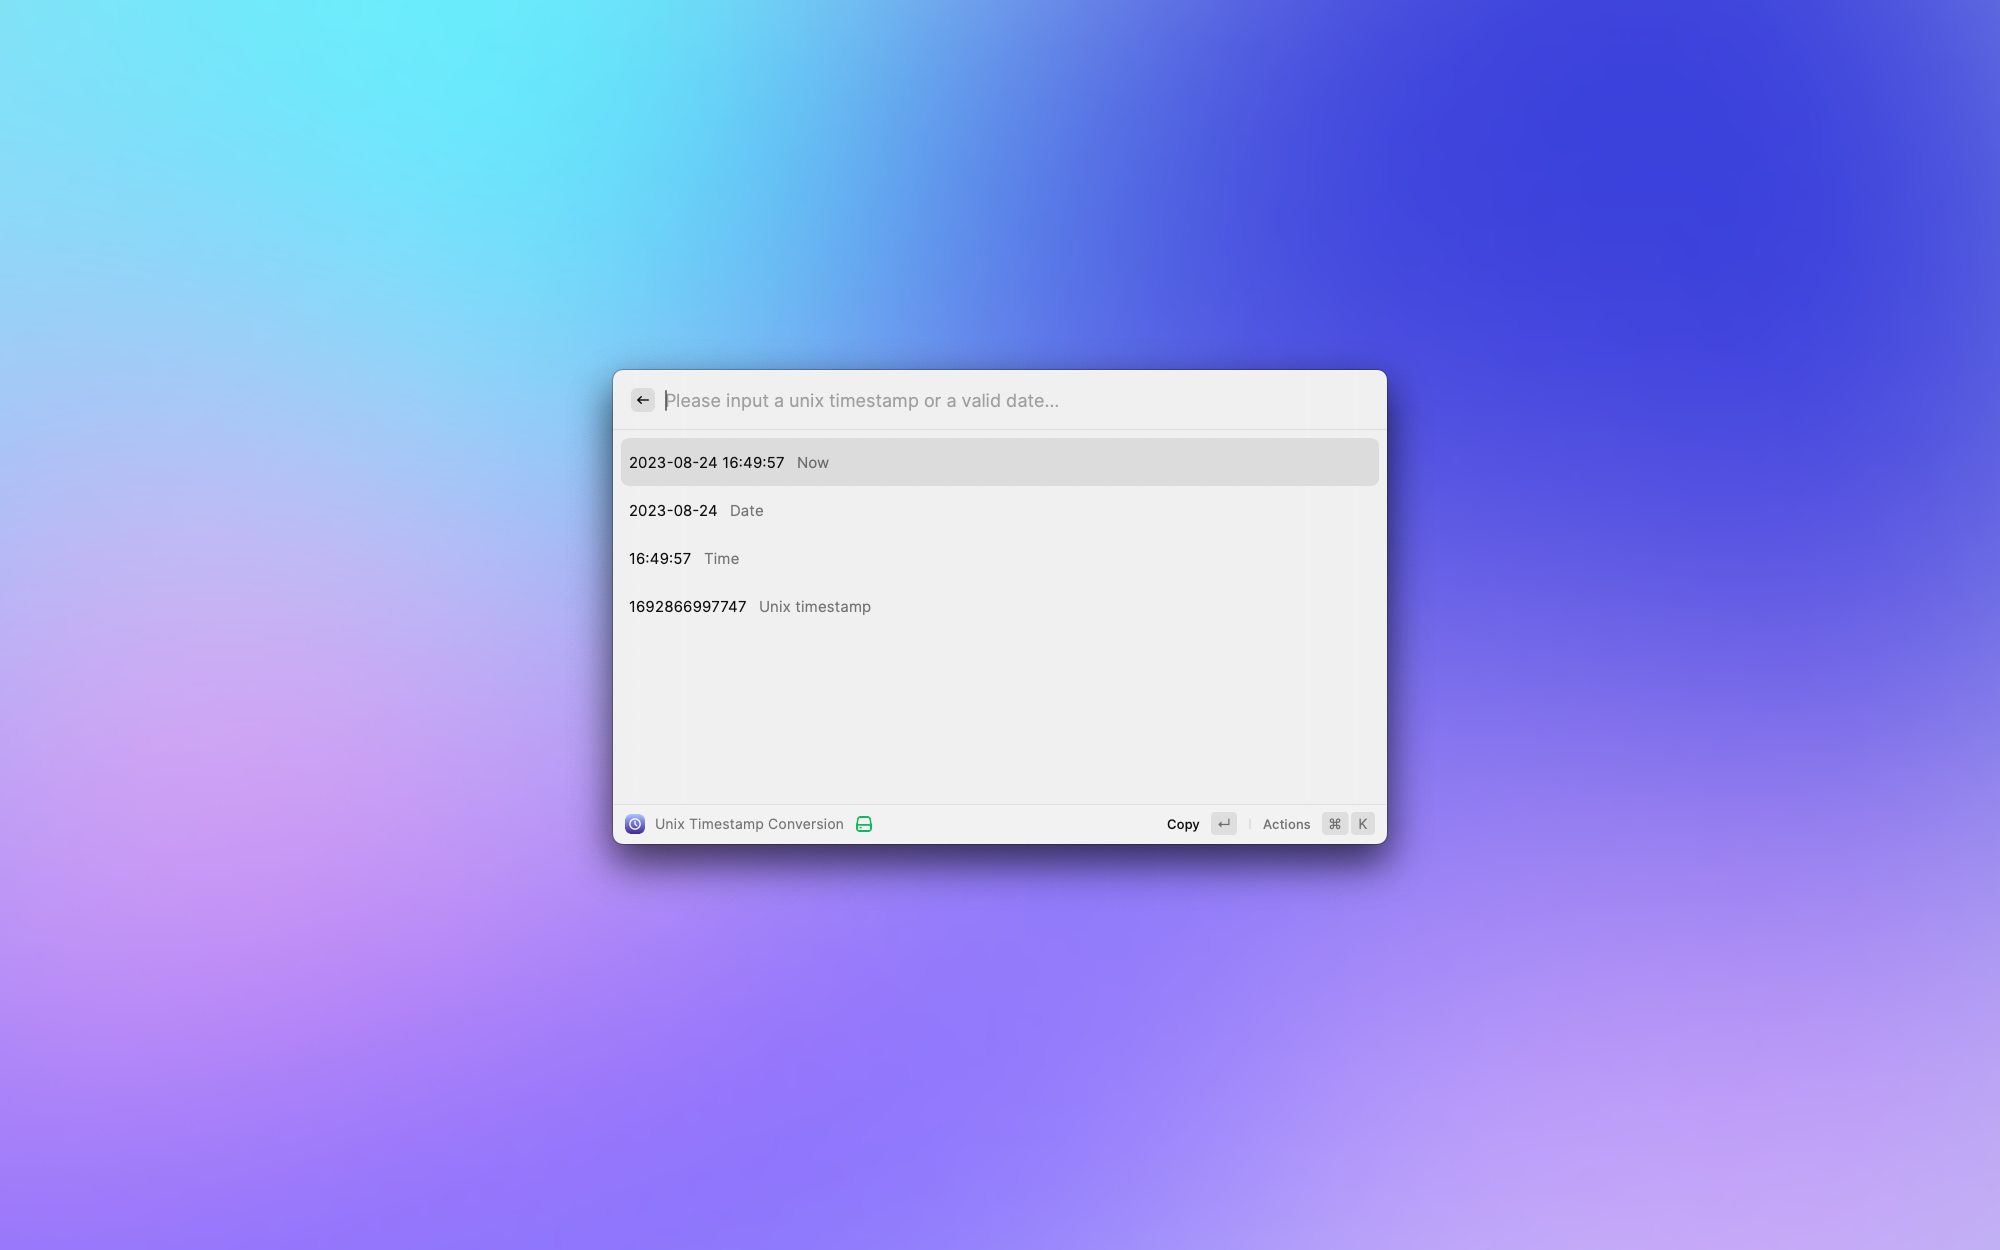 Please input a unix timestamp or a valid date...
2023-08-24 16:49:57 Now
2023-08-24 Date
16:49:57 Time
1692866997747 Unix timestamp
Unix Timestamp Conversion Copy ↵ Actions ⌘ K